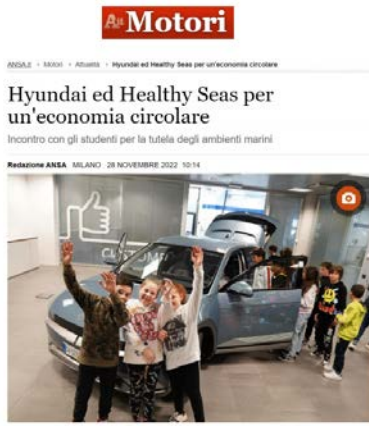 Motori
ANSA.it › Motori › Attualità › Hyundai ed Healthy Seas per un'economia circolare
Hyundai ed Healthy Seas per
un'economia circolare
Incontro con gli studenti per la tutela degli ambienti marini
Redazione ANSA MILANO 28 NOVEMBRE 2022 10:14